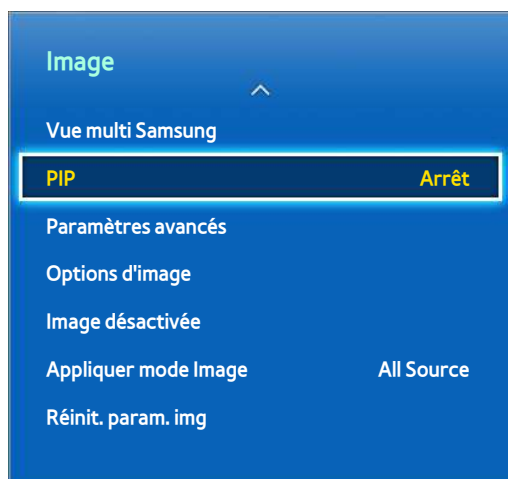 Image
Vue multi Samsung
PIP Arrêt
Paramètres avancés
Options d'image
Image désactivée
Appliquer mode Image All Source
Réinit. param. img